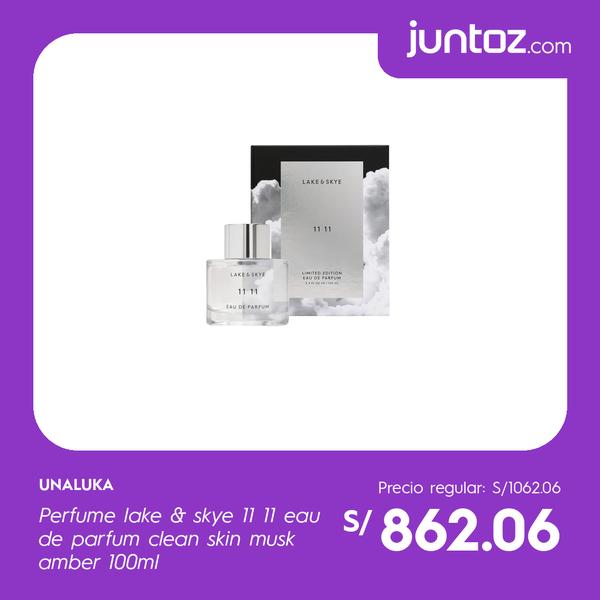 juntoz.com
LAKE & SKYE
11 11
LIMITED EDITION
EAU DE PARFUM
LAKE & SKYE
11 11
EAU DE PARFUM
UNALUKA
Perfume lake & skye 11 11 eau
de parfum clean skin musk
amber 100ml
Precio regular: S/1062.06
S/ 862.06